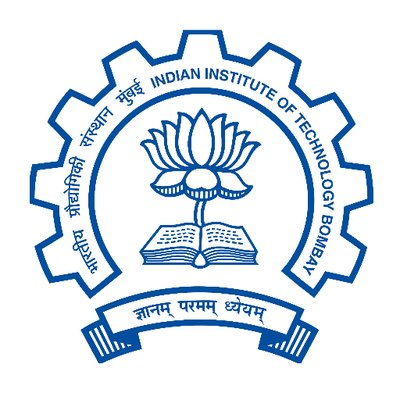 भारतीय प्रौद्योगिकी संस्थान मुंबई INDIAN INSTITUTE OF TECHNOLOGY BOMBAY
ज्ञानम् परमम् ध्येयम्